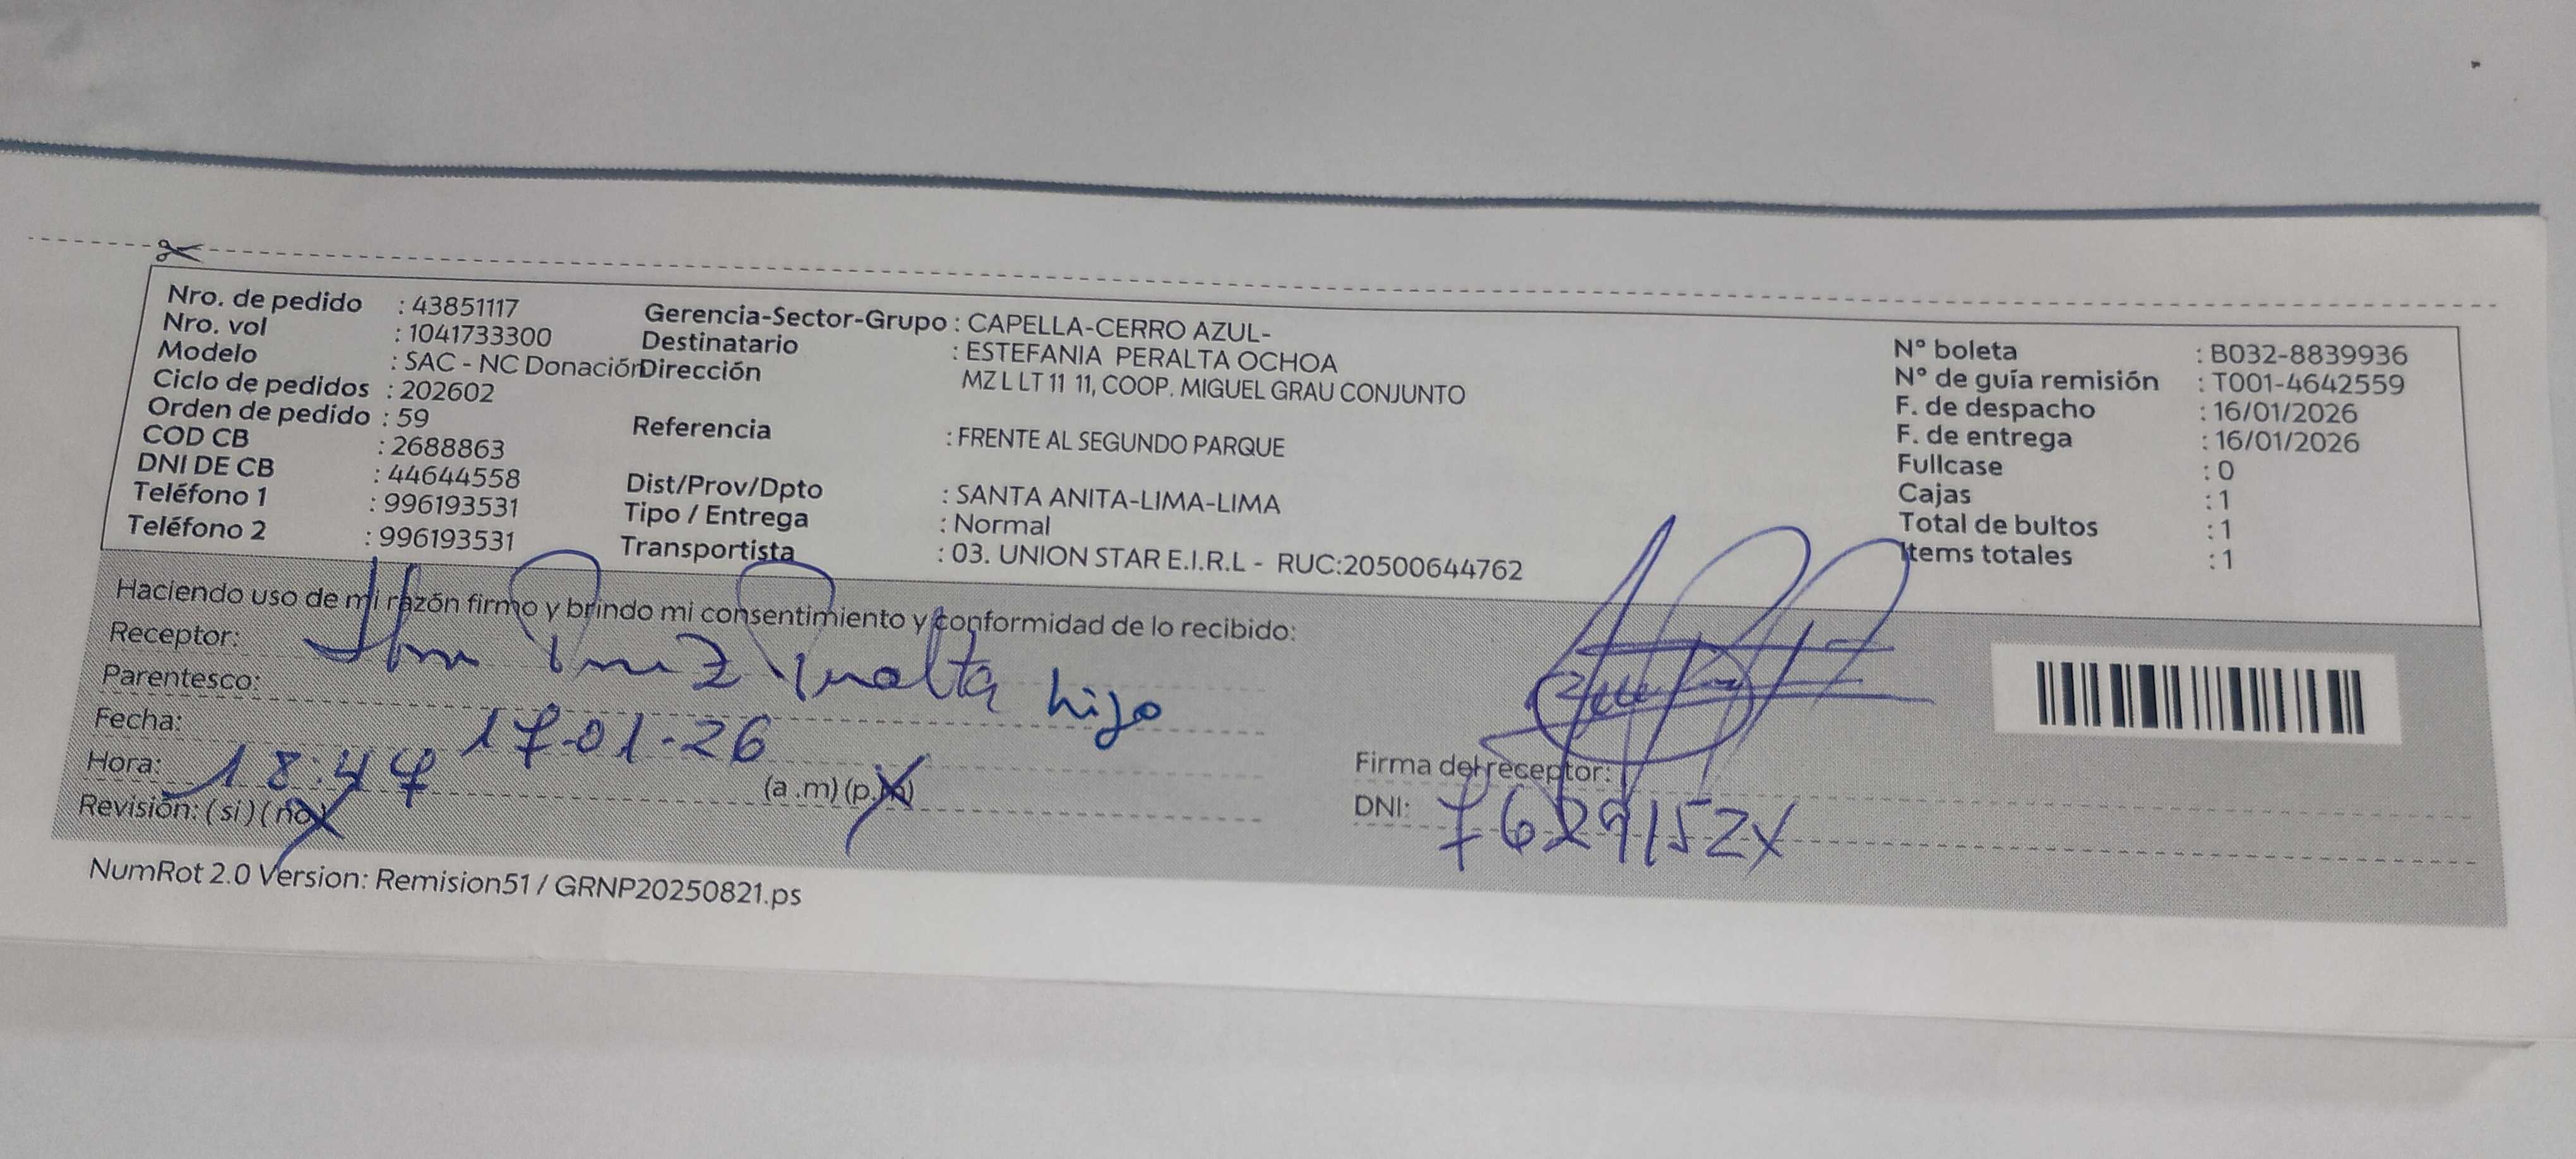 Nro. de pedido : 43851117
Nro. vol : 1041733300
Modelo : SAC - NC Donación
Ciclo de pedidos : 202602
Orden de pedido : 59
COD CB : 2688863
DNI DE CB : 44644558
Teléfono 1 : 996193531
Teléfono 2 : 996193531
Gerencia-Sector-Grupo : CAPELLA-CERRO AZUL-
Destinatario : ESTEFANIA PERALTA OCHOA
Dirección MZ L LT 11 11, COOP. MIGUEL GRAU CONJUNTO
Referencia : FRENTE AL SEGUNDO PARQUE
Dist/Prov/Dpto : SANTA ANITA-LIMA-LIMA
Tipo / Entrega : Normal
Transportista : 03. UNION STAR E.I.R.L - RUC:20500644762
N° boleta : B032-8839936
N° de guía remisión : T001-4642559
F. de despacho : 16/01/2026
F. de entrega : 16/01/2026
Fullcase : 0
Cajas : 1
Total de bultos : 1
Items totales : 1
Haciendo uso de mi razón firmo y brindo mi consentimiento y conformidad de lo recibido:
Receptor: Peralta
Parentesco: hijo
Fecha: 17-01-26
Hora: 18:47 (a.m) (p.m)
Revisión: (si) (no)
Firma del receptor:
DNI:
NumRot 2.0 Version: Remision51 / GRNP20250821.ps